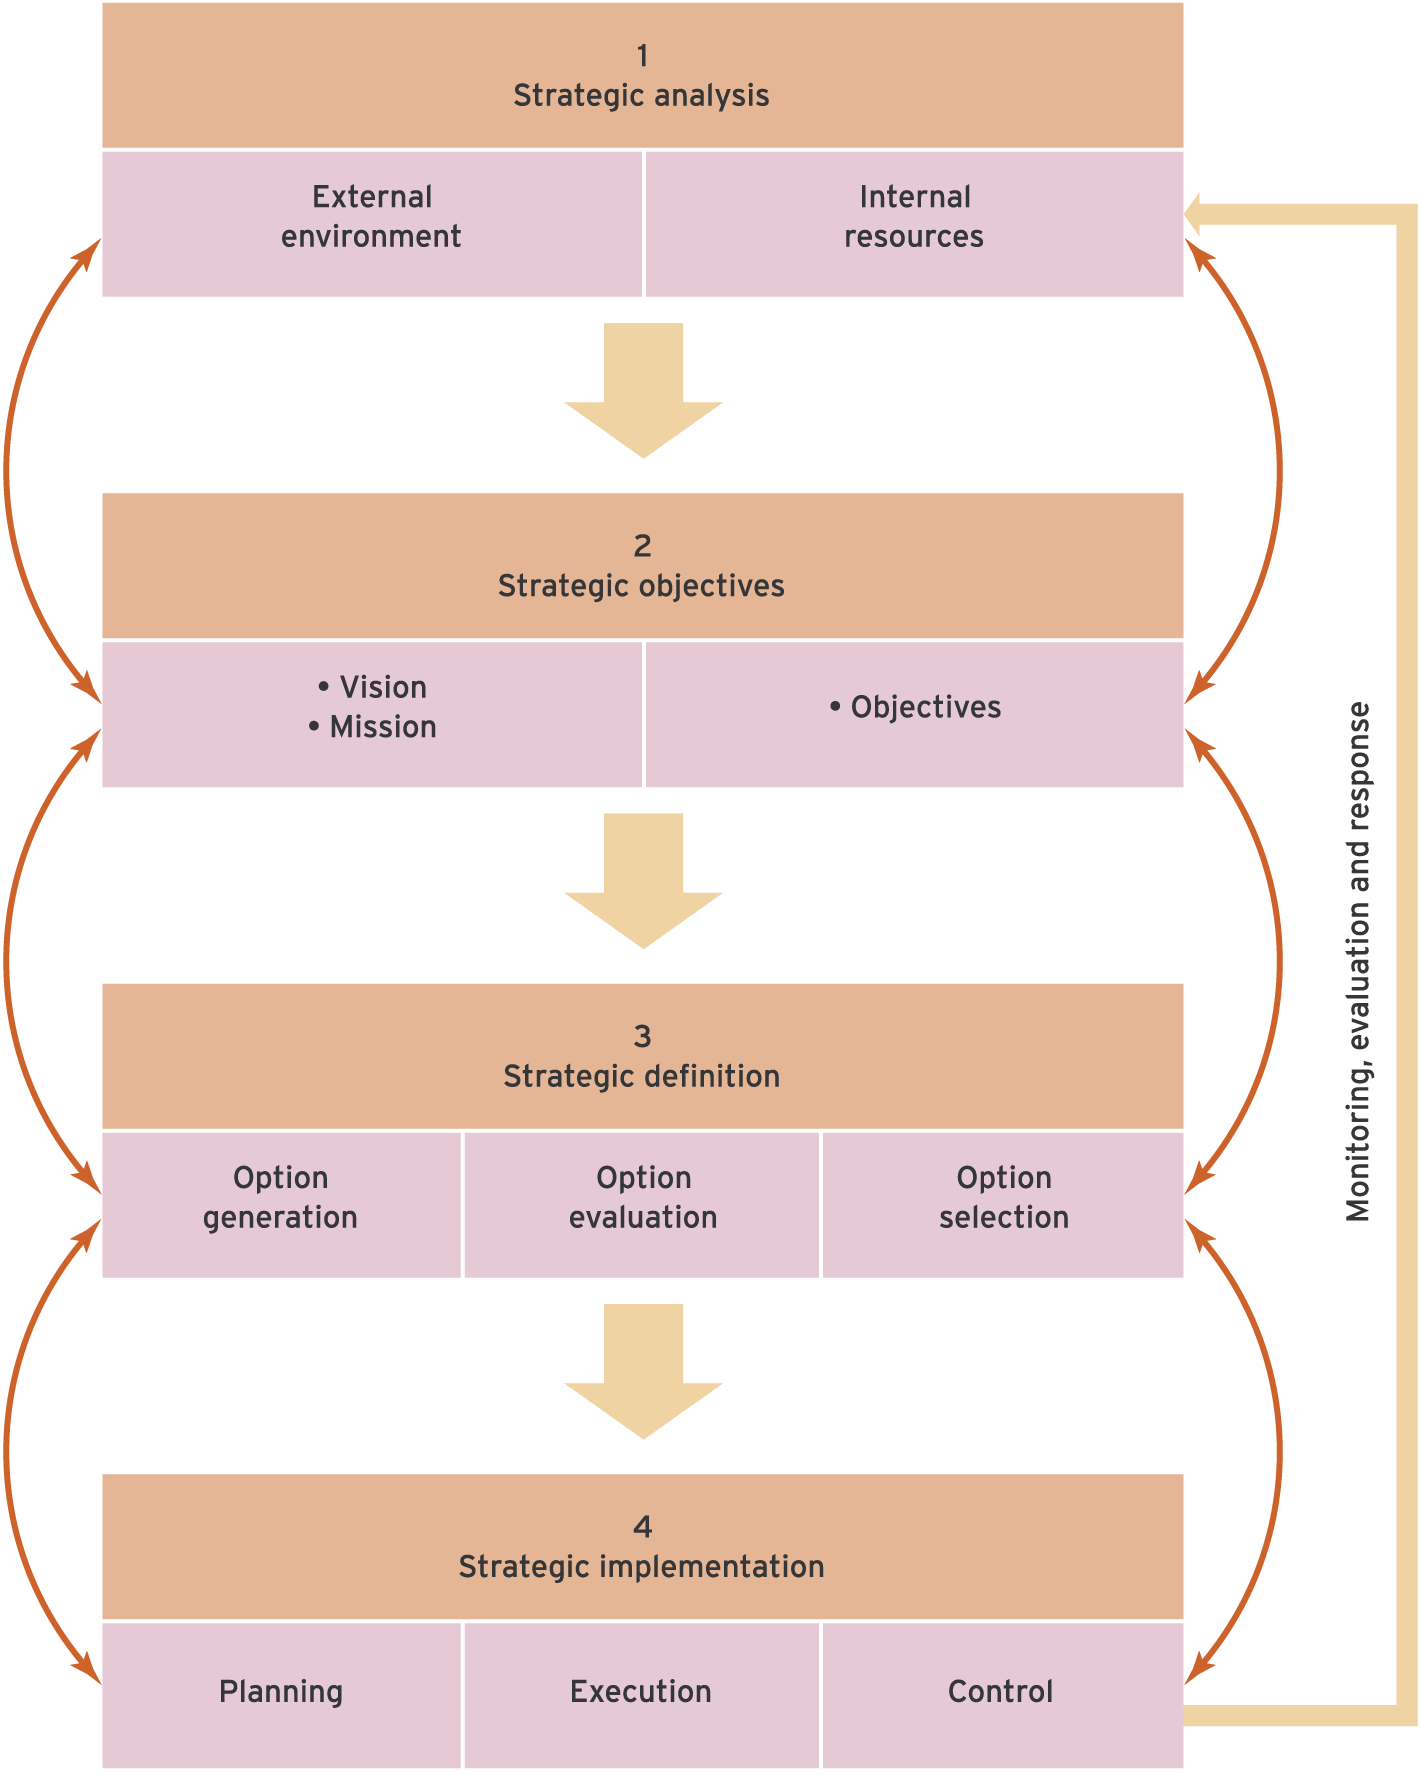 1
Strategic analysis
External
environment
Internal
resources
2
Strategic objectives
• Vision
• Mission
• Objectives
3
Strategic definition
Option
generation
Option
evaluation
Option
selection
4
Strategic implementation
Planning
Execution
Control
Monitoring, evaluation and response